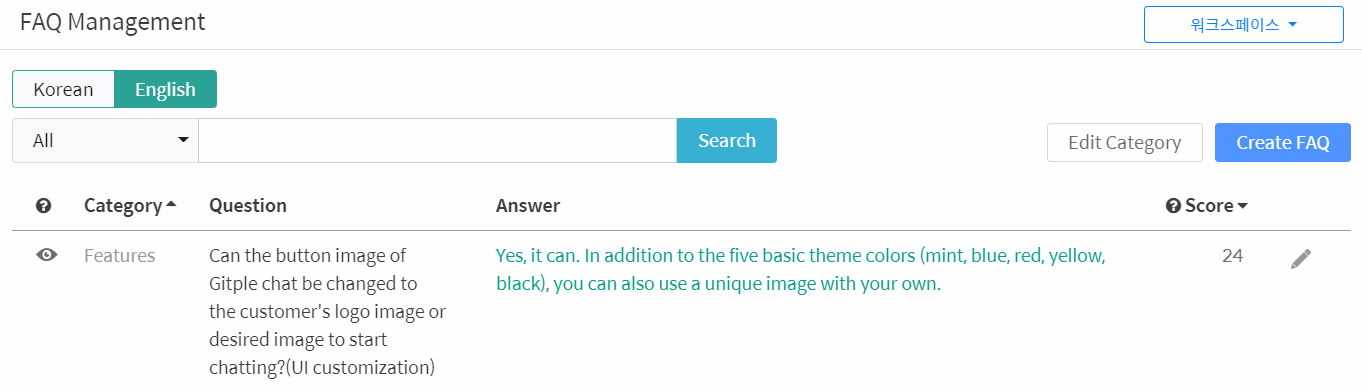 FAQ Management
워크스페이스
Korean
English
All
Search
Edit Category
Create FAQ
Category
Question
Answer
Score
Features
Can the button image of
Gitple chat be changed to
the customer's logo image or
desired image to start
chatting?(UI customization)
Yes, it can. In addition to the five basic theme colors (mint, blue, red, yellow,
black), you can also use a unique image with your own.
24